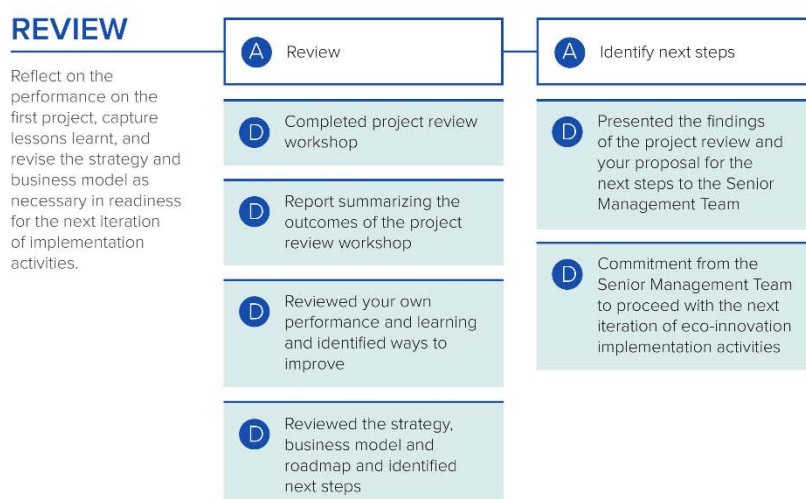 REVIEW
Reflect on the
performance on the
first project, capture
lessons learnt, and
revise the strategy and
business model as
necessary in readiness
for the next iteration
of implementation
activities.
A Review
D Completed project review
workshop
D Report summarizing the
outcomes of the project
review workshop
D Reviewed your own
performance and learning
and identified ways to
improve
D Reviewed the strategy,
business model and
roadmap and identified
next steps
A Identify next steps
D Presented the findings
of the project review and
your proposal for the
next steps to the Senior
Management Team
D Commitment from the
Senior Management Team
to proceed with the next
iteration of eco-innovation
implementation activities